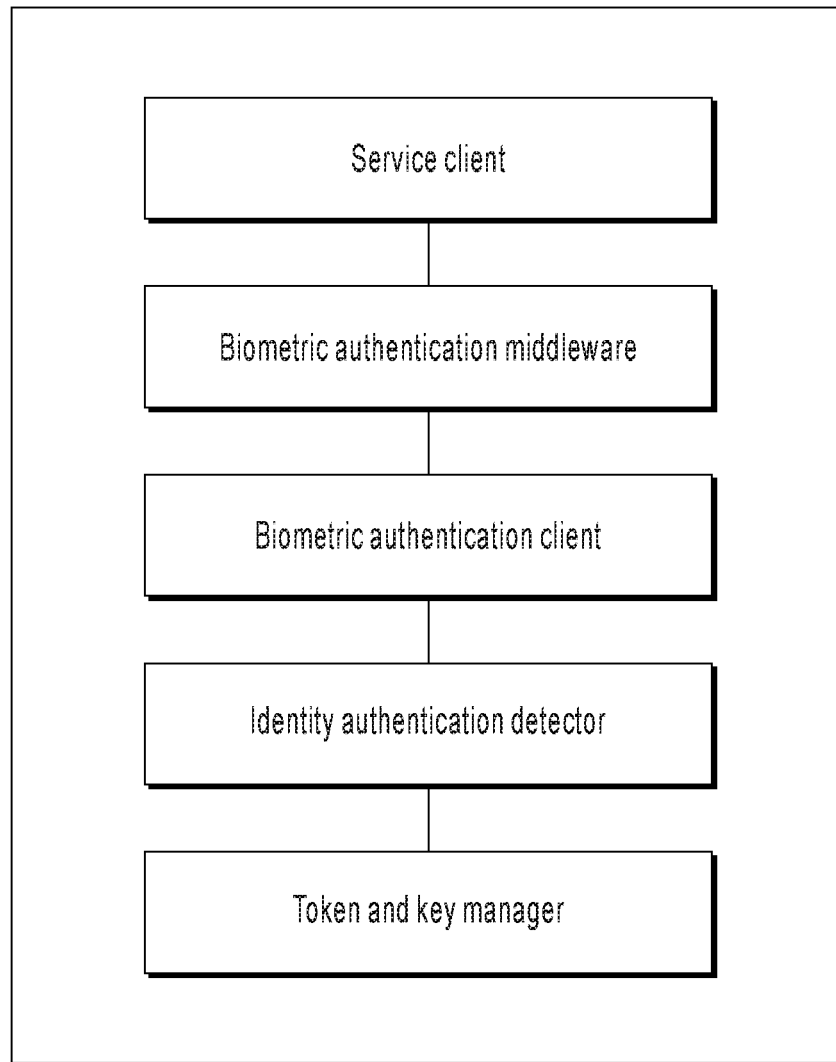 Service client
Biometric authentication middleware
Biometric authentication client
Identity authentication detector
Token and key manager